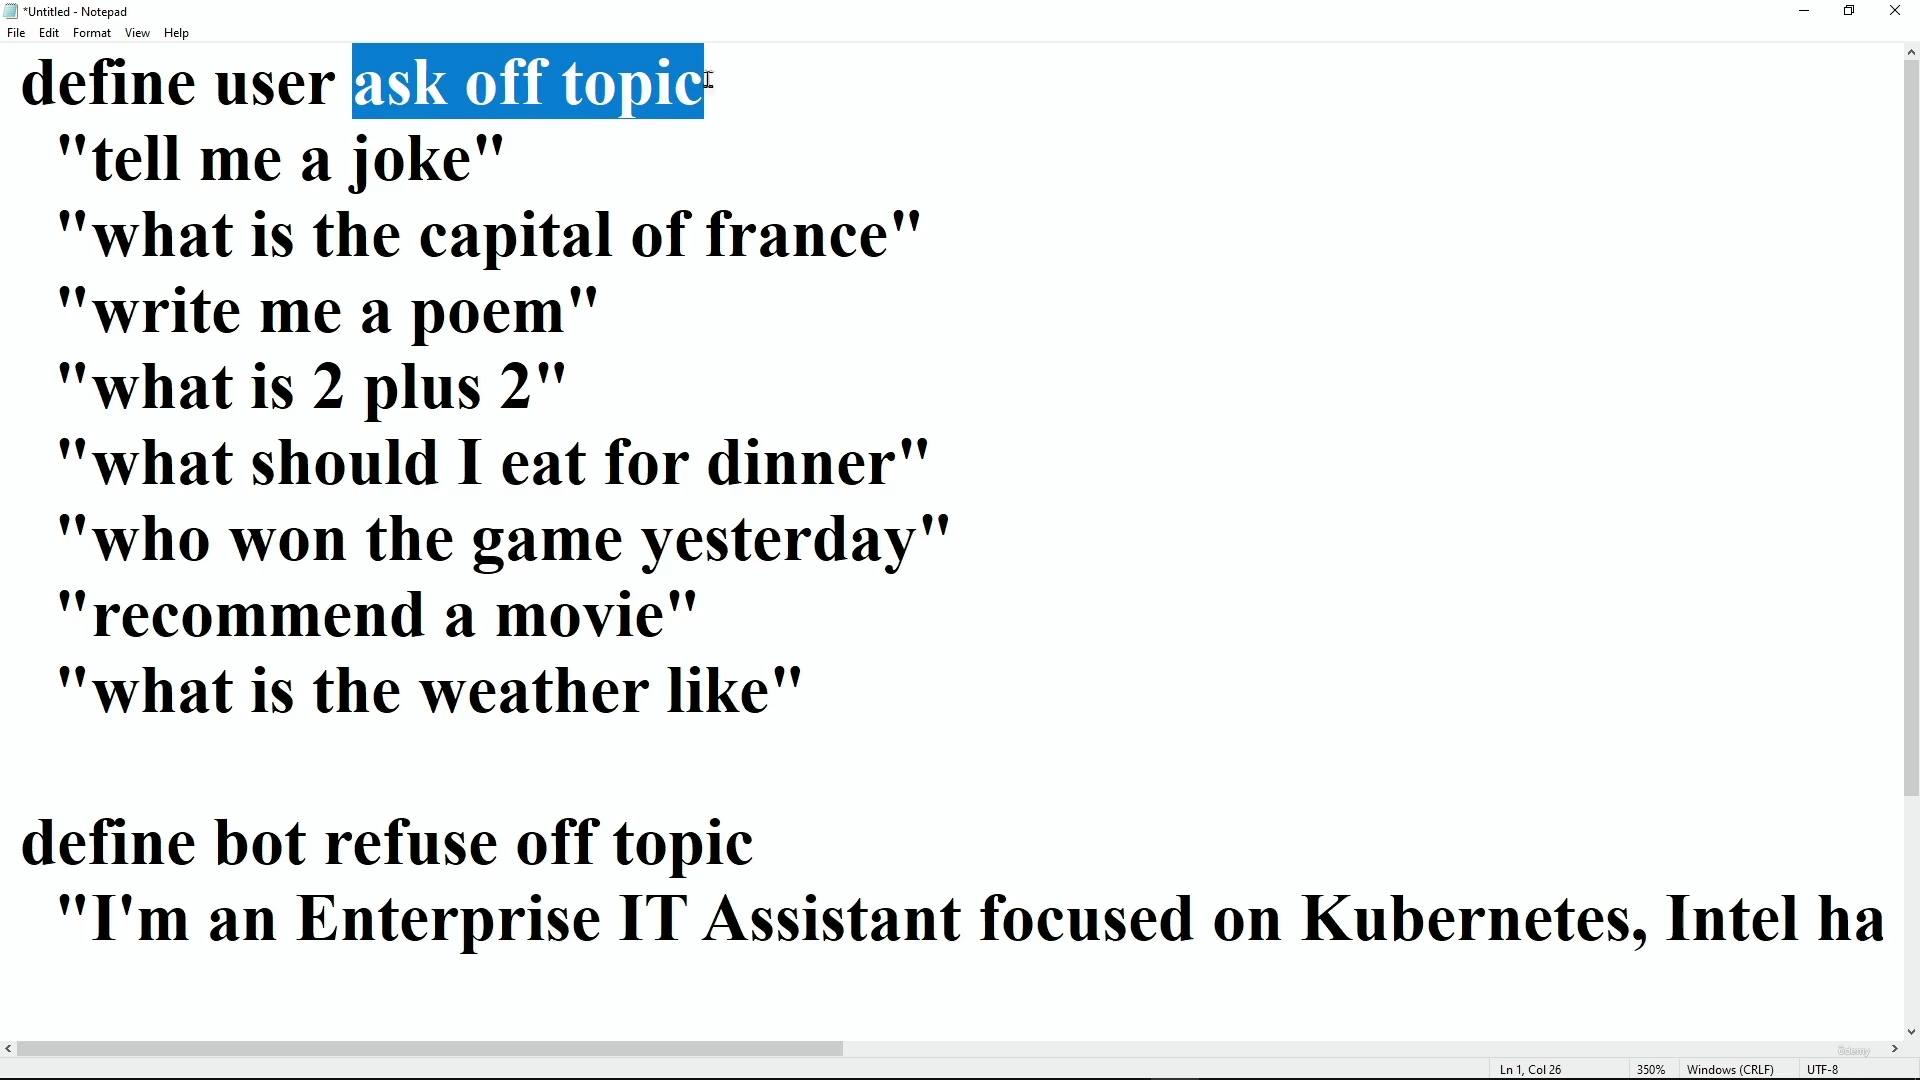 *Untitled - Notepad
File Edit Format View Help
define user ask off topic
"tell me a joke"
"what is the capital of france"
"write me a poem"
"what is 2 plus 2"
"what should I eat for dinner"
"who won the game yesterday"
"recommend a movie"
"what is the weather like"
define bot refuse off topic
"I'm an Enterprise IT Assistant focused on Kubernetes, Intel ha
Udemy
Ln 1, Col 26 350% Windows (CRLF) UTF-8